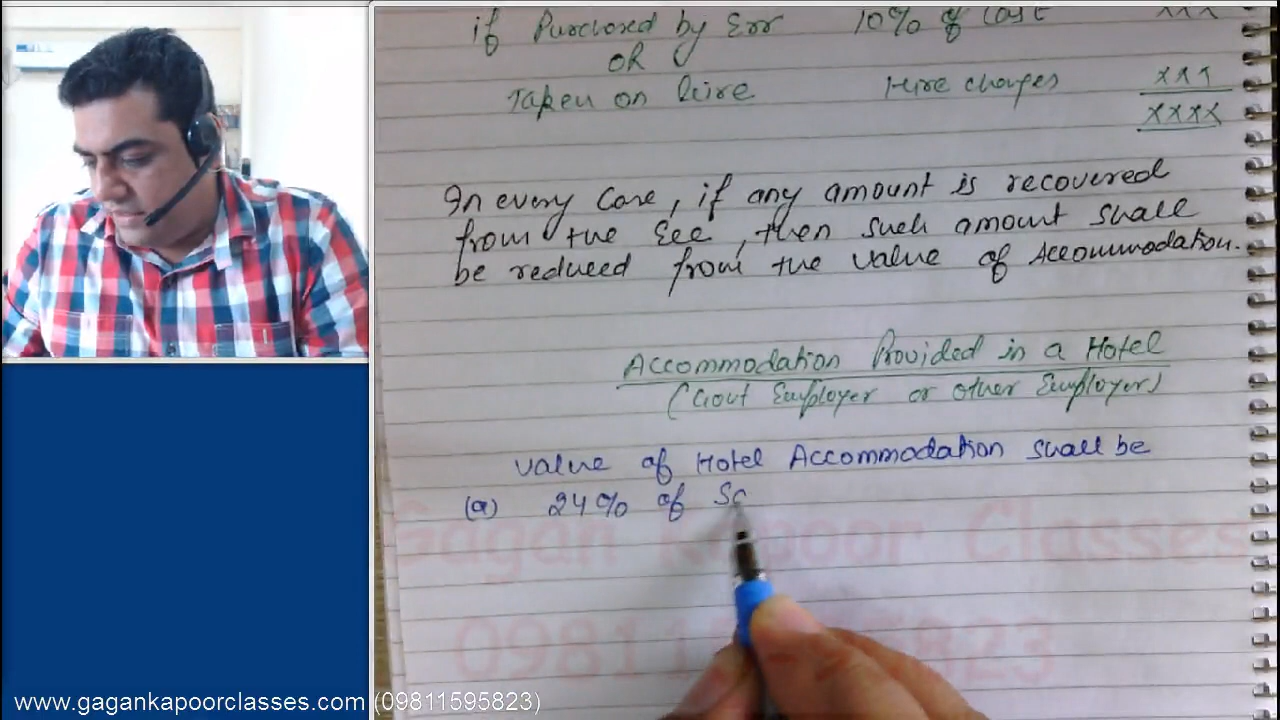 if Purchased by Err 10% of Cost xxx
OR
Taken on Hire Hire charges xxx
xxxx
In every Case, if any amount is recovered
from the Eee, then such amount shall
be reduced from the value of Accommodation.
Accommodation Provided in a Hotel
(Govt Employer or other Employer)
value of Hotel Accommodation shall be
(a) 24% of Sa
Gagan Kapoor Classes
www.gagankapoorclasses.com (09811595823)